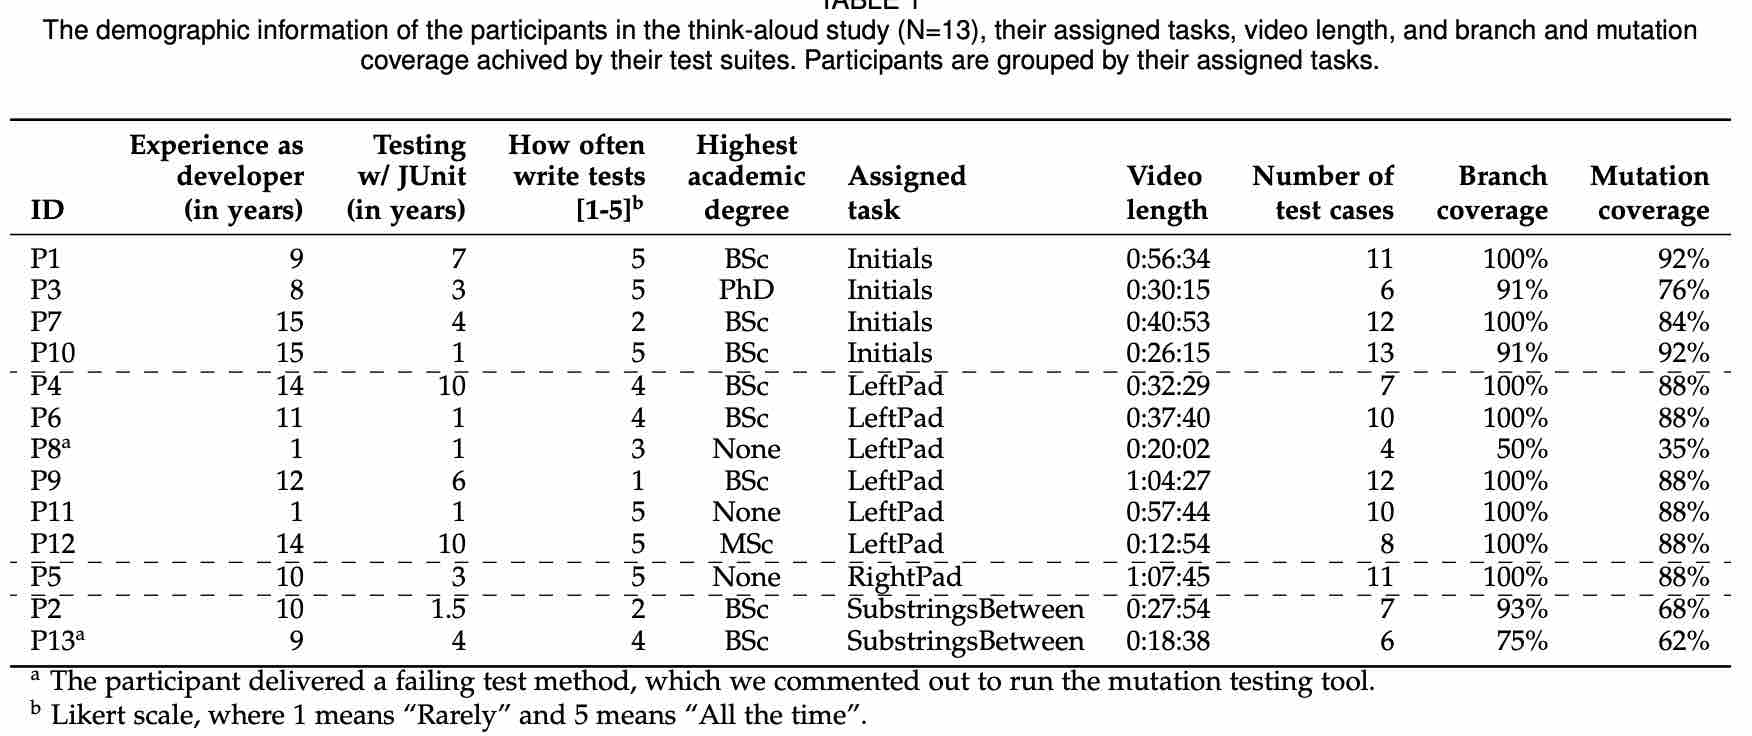 TABLE 1
The demographic information of the participants in the think-aloud study (N=13), their assigned tasks, video length, and branch and mutation
coverage achived by their test suites. Participants are grouped by their assigned tasks.
ID Experience as developer (in years) Testing w/ JUnit (in years) How often write tests [1-5]b Highest academic degree Assigned task Video length Number of test cases Branch coverage Mutation coverage
P1 9 7 5 BSc Initials 0:56:34 11 100% 92%
P3 8 3 5 PhD Initials 0:30:15 6 91% 76%
P7 15 4 2 BSc Initials 0:40:53 12 100% 84%
P10 15 1 5 BSc Initials 0:26:15 13 91% 92%
P4 14 10 4 BSc LeftPad 0:32:29 7 100% 88%
P6 11 1 4 BSc LeftPad 0:37:40 10 100% 88%
P8a 1 1 3 None LeftPad 0:20:02 4 50% 35%
P9 12 6 1 BSc LeftPad 1:04:27 12 100% 88%
P11 1 1 5 None LeftPad 0:57:44 10 100% 88%
P12 14 10 5 MSc LeftPad 0:12:54 8 100% 88%
P5 10 3 5 None RightPad 1:07:45 11 100% 88%
P2 10 1.5 2 BSc SubstringsBetween 0:27:54 7 93% 68%
P13a 9 4 4 BSc SubstringsBetween 0:18:38 6 75% 62%
a The participant delivered a failing test method, which we commented out to run the mutation testing tool.
b Likert scale, where 1 means “Rarely” and 5 means “All the time”.